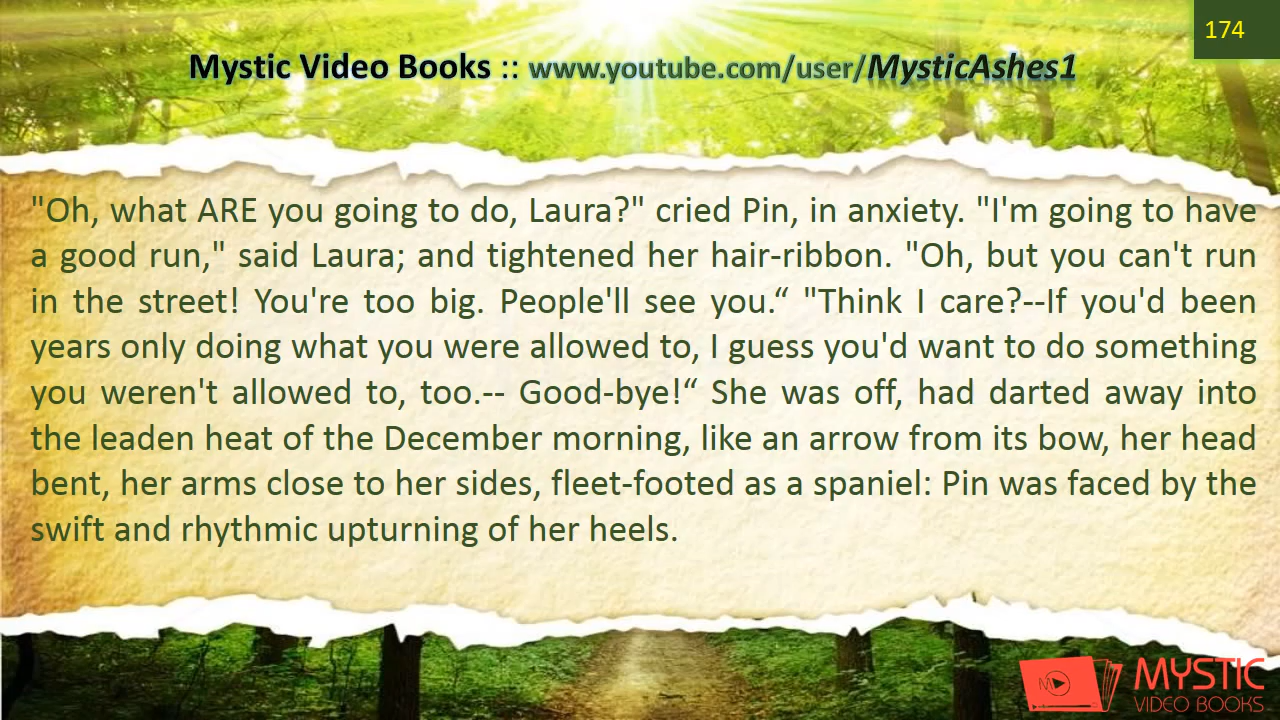 174
Mystic Video Books :: www.youtube.com/user/MysticAshes1
"Oh, what ARE you going to do, Laura?" cried Pin, in anxiety. "I'm going to have
a good run," said Laura; and tightened her hair-ribbon. "Oh, but you can't run
in the street! You're too big. People'll see you.“ "Think I care?--If you'd been
years only doing what you were allowed to, I guess you'd want to do something
you weren't allowed to, too.-- Good-bye!“ She was off, had darted away into
the leaden heat of the December morning, like an arrow from its bow, her head
bent, her arms close to her sides, fleet-footed as a spaniel: Pin was faced by the
swift and rhythmic upturning of her heels.
MYSTIC
VIDEO BOOKS